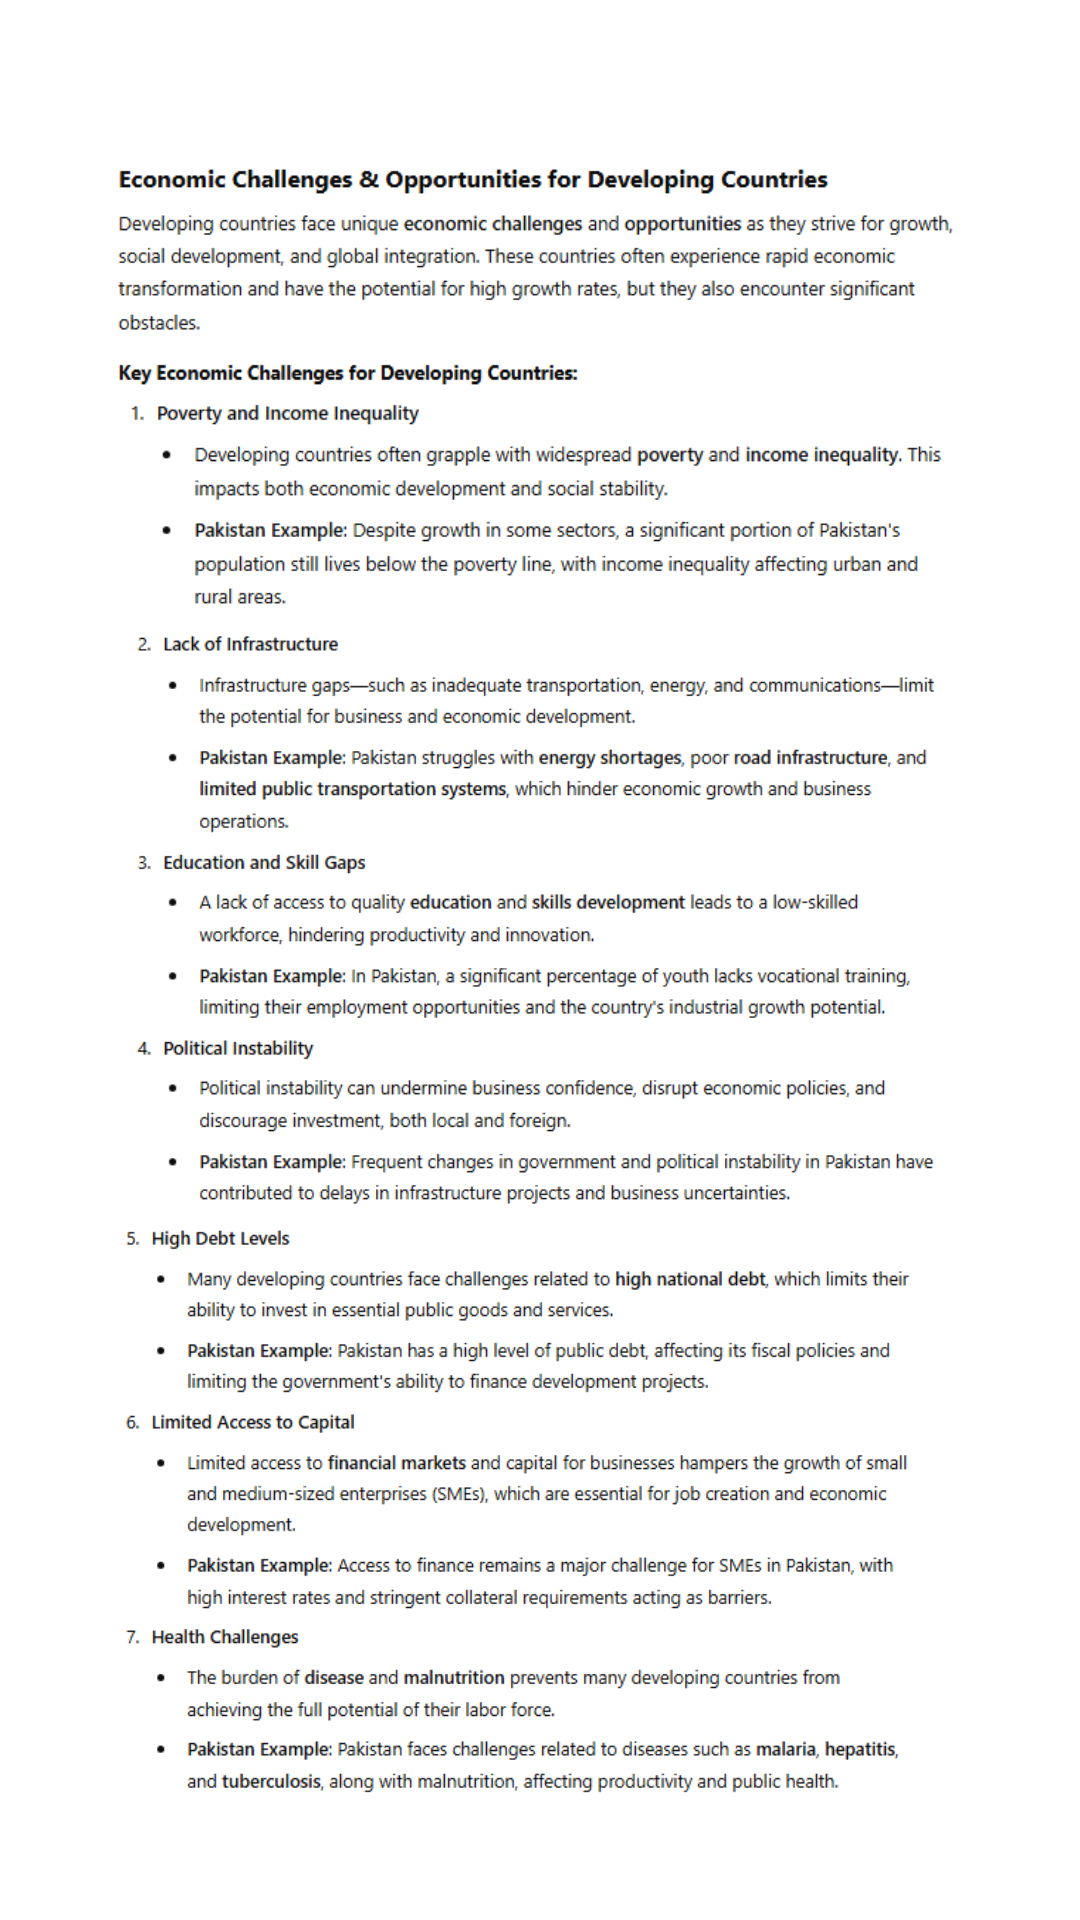 Economic Challenges & Opportunities for Developing Countries
Developing countries face unique economic challenges and opportunities as they strive for growth,
social development, and global integration. These countries often experience rapid economic
transformation and have the potential for high growth rates, but they also encounter significant
obstacles.
Key Economic Challenges for Developing Countries:
1. Poverty and Income Inequality
• Developing countries often grapple with widespread poverty and income inequality. This
impacts both economic development and social stability.
• Pakistan Example: Despite growth in some sectors, a significant portion of Pakistan's
population still lives below the poverty line, with income inequality affecting urban and
rural areas.
2. Lack of Infrastructure
• Infrastructure gaps—such as inadequate transportation, energy, and communications—limit
the potential for business and economic development.
• Pakistan Example: Pakistan struggles with energy shortages, poor road infrastructure, and
limited public transportation systems, which hinder economic growth and business
operations.
3. Education and Skill Gaps
• A lack of access to quality education and skills development leads to a low-skilled
workforce, hindering productivity and innovation.
• Pakistan Example: In Pakistan, a significant percentage of youth lacks vocational training,
limiting their employment opportunities and the country's industrial growth potential.
4. Political Instability
• Political instability can undermine business confidence, disrupt economic policies, and
discourage investment, both local and foreign.
• Pakistan Example: Frequent changes in government and political instability in Pakistan have
contributed to delays in infrastructure projects and business uncertainties.
5. High Debt Levels
• Many developing countries face challenges related to high national debt, which limits their
ability to invest in essential public goods and services.
• Pakistan Example: Pakistan has a high level of public debt, affecting its fiscal policies and
limiting the government's ability to finance development projects.
6. Limited Access to Capital
• Limited access to financial markets and capital for businesses hampers the growth of small
and medium-sized enterprises (SMEs), which are essential for job creation and economic
development.
• Pakistan Example: Access to finance remains a major challenge for SMEs in Pakistan, with
high interest rates and stringent collateral requirements acting as barriers.
7. Health Challenges
• The burden of disease and malnutrition prevents many developing countries from
achieving the full potential of their labor force.
• Pakistan Example: Pakistan faces challenges related to diseases such as malaria, hepatitis,
and tuberculosis, along with malnutrition, affecting productivity and public health.